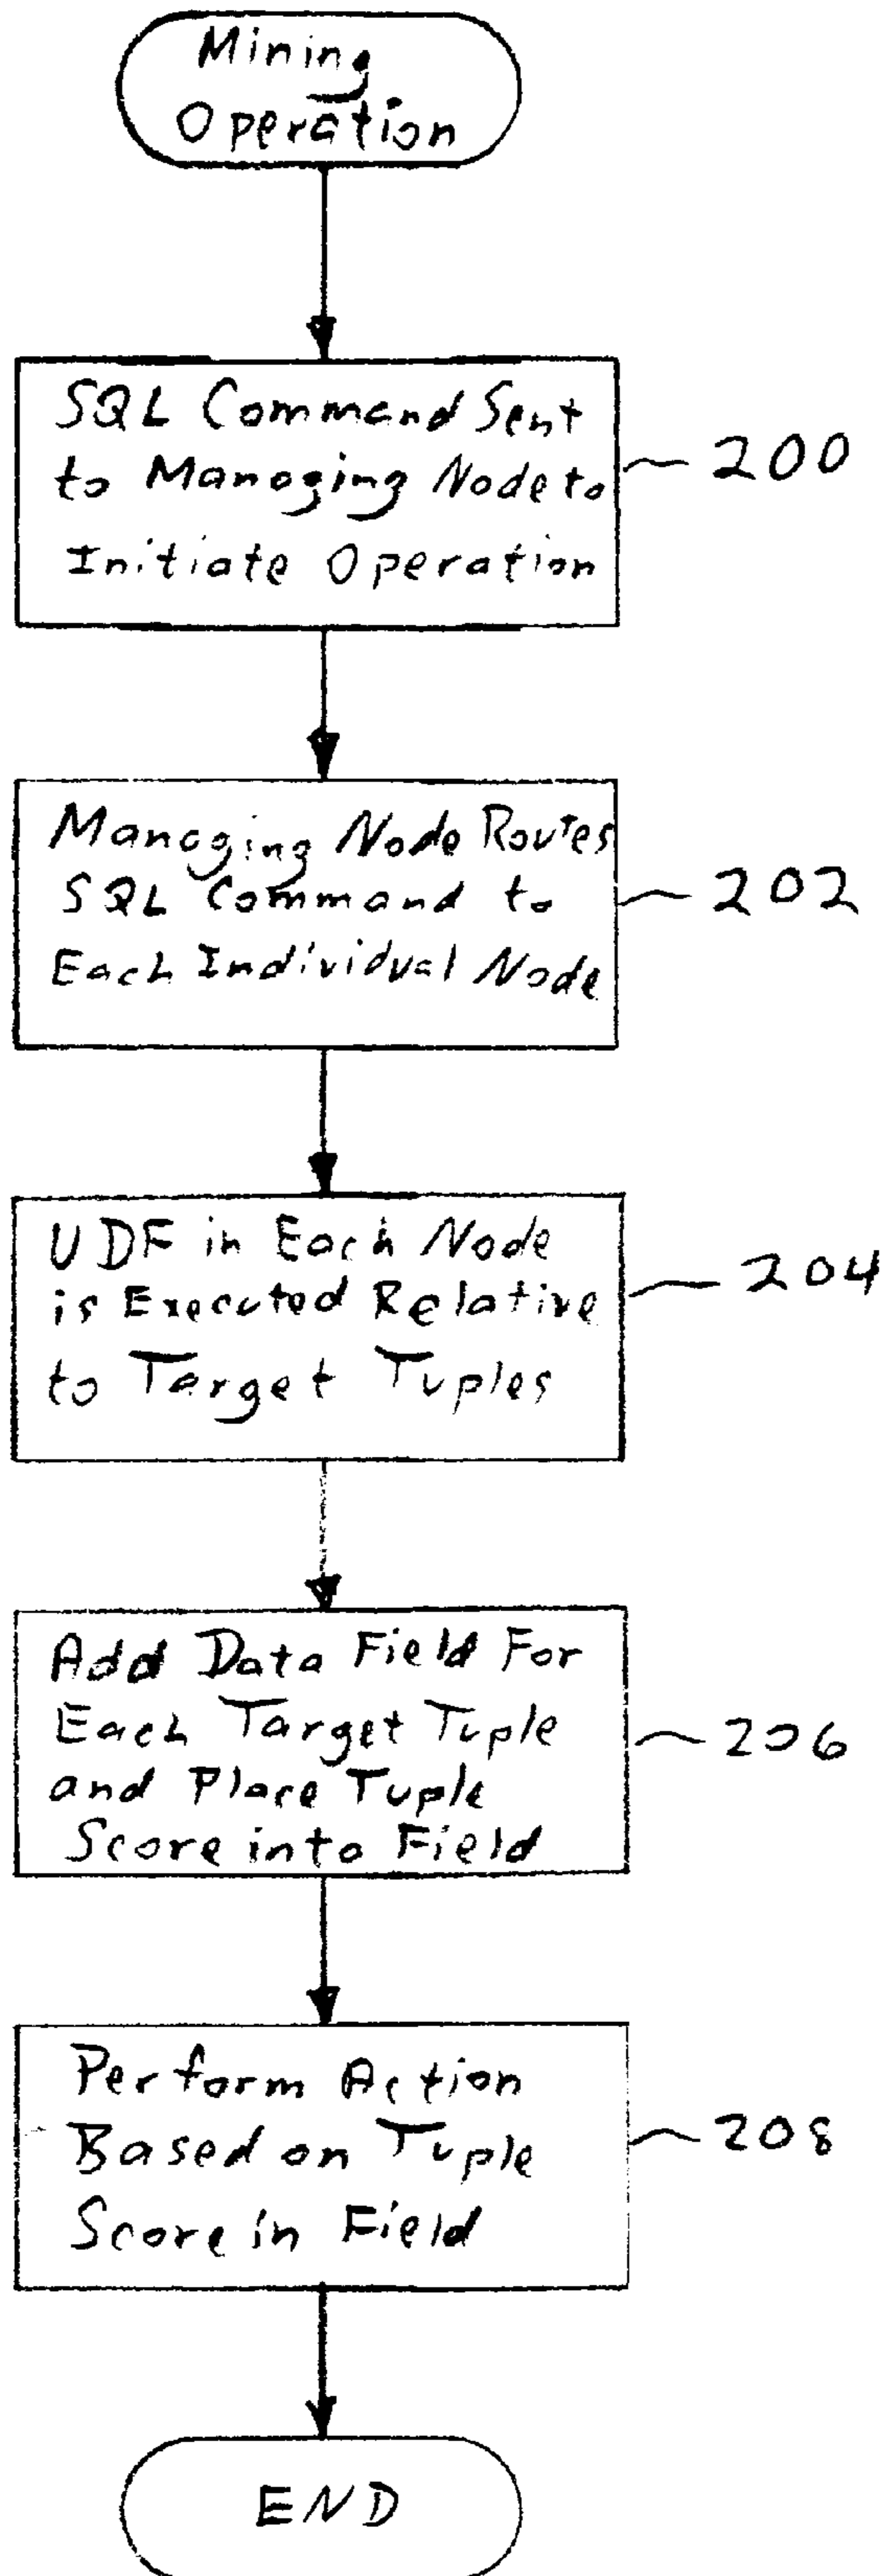 Mining
Operation
SQL Command Sent
to Managing Node to
Initiate Operation
200
Managing Node Routes
SQL Command to
Each Individual Node
202
UDF in Each Node
is Executed Relative
to Target Tuples
204
Add Data Field For
Each Target Tuple
and Place Tuple
Score into Field
206
Perform Action
Based on Tuple
Score in Field
208
END